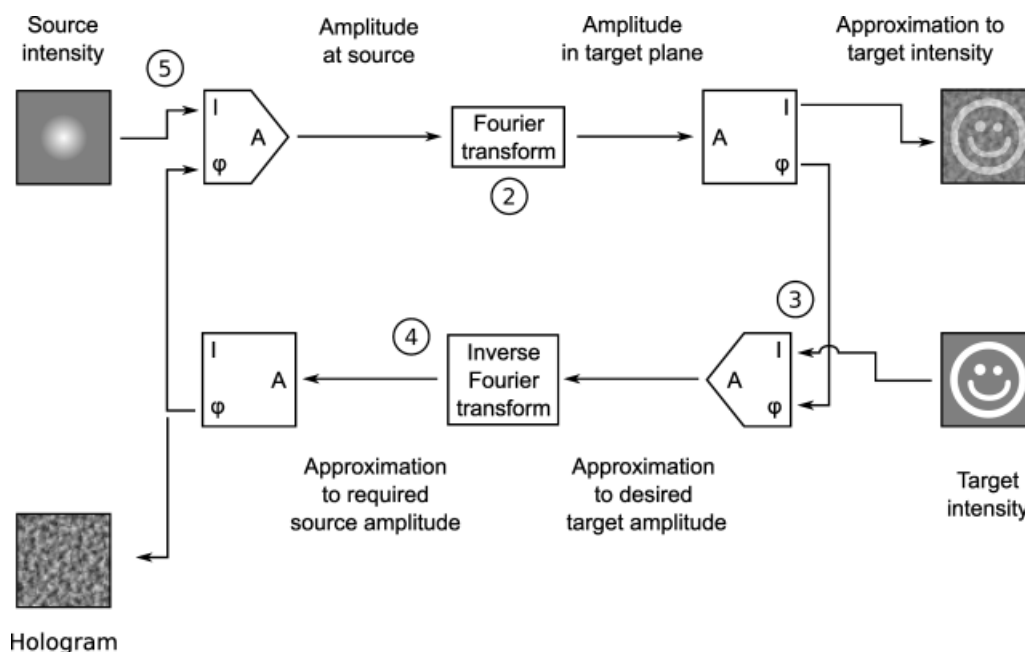 Source
intensity
Amplitude
at source
Amplitude
in target plane
Approximation to
target intensity
5
I
A
φ
Fourier
transform
2
I
A
φ
3
4
I
A
φ
Inverse
Fourier
transform
I
A
φ
Approximation
to required
source amplitude
Approximation
to desired
target amplitude
Target
intensity
Hologram